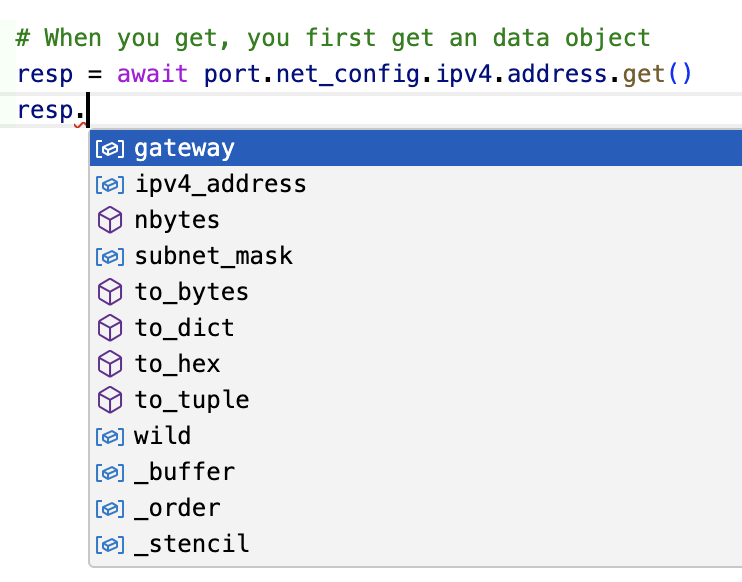 # When you get, you first get an data object
resp = await port.net_config.ipv4.address.get()
resp.
gateway
ipv4_address
nbytes
subnet_mask
to_bytes
to_dict
to_hex
to_tuple
wild
_buffer
_order
_stencil